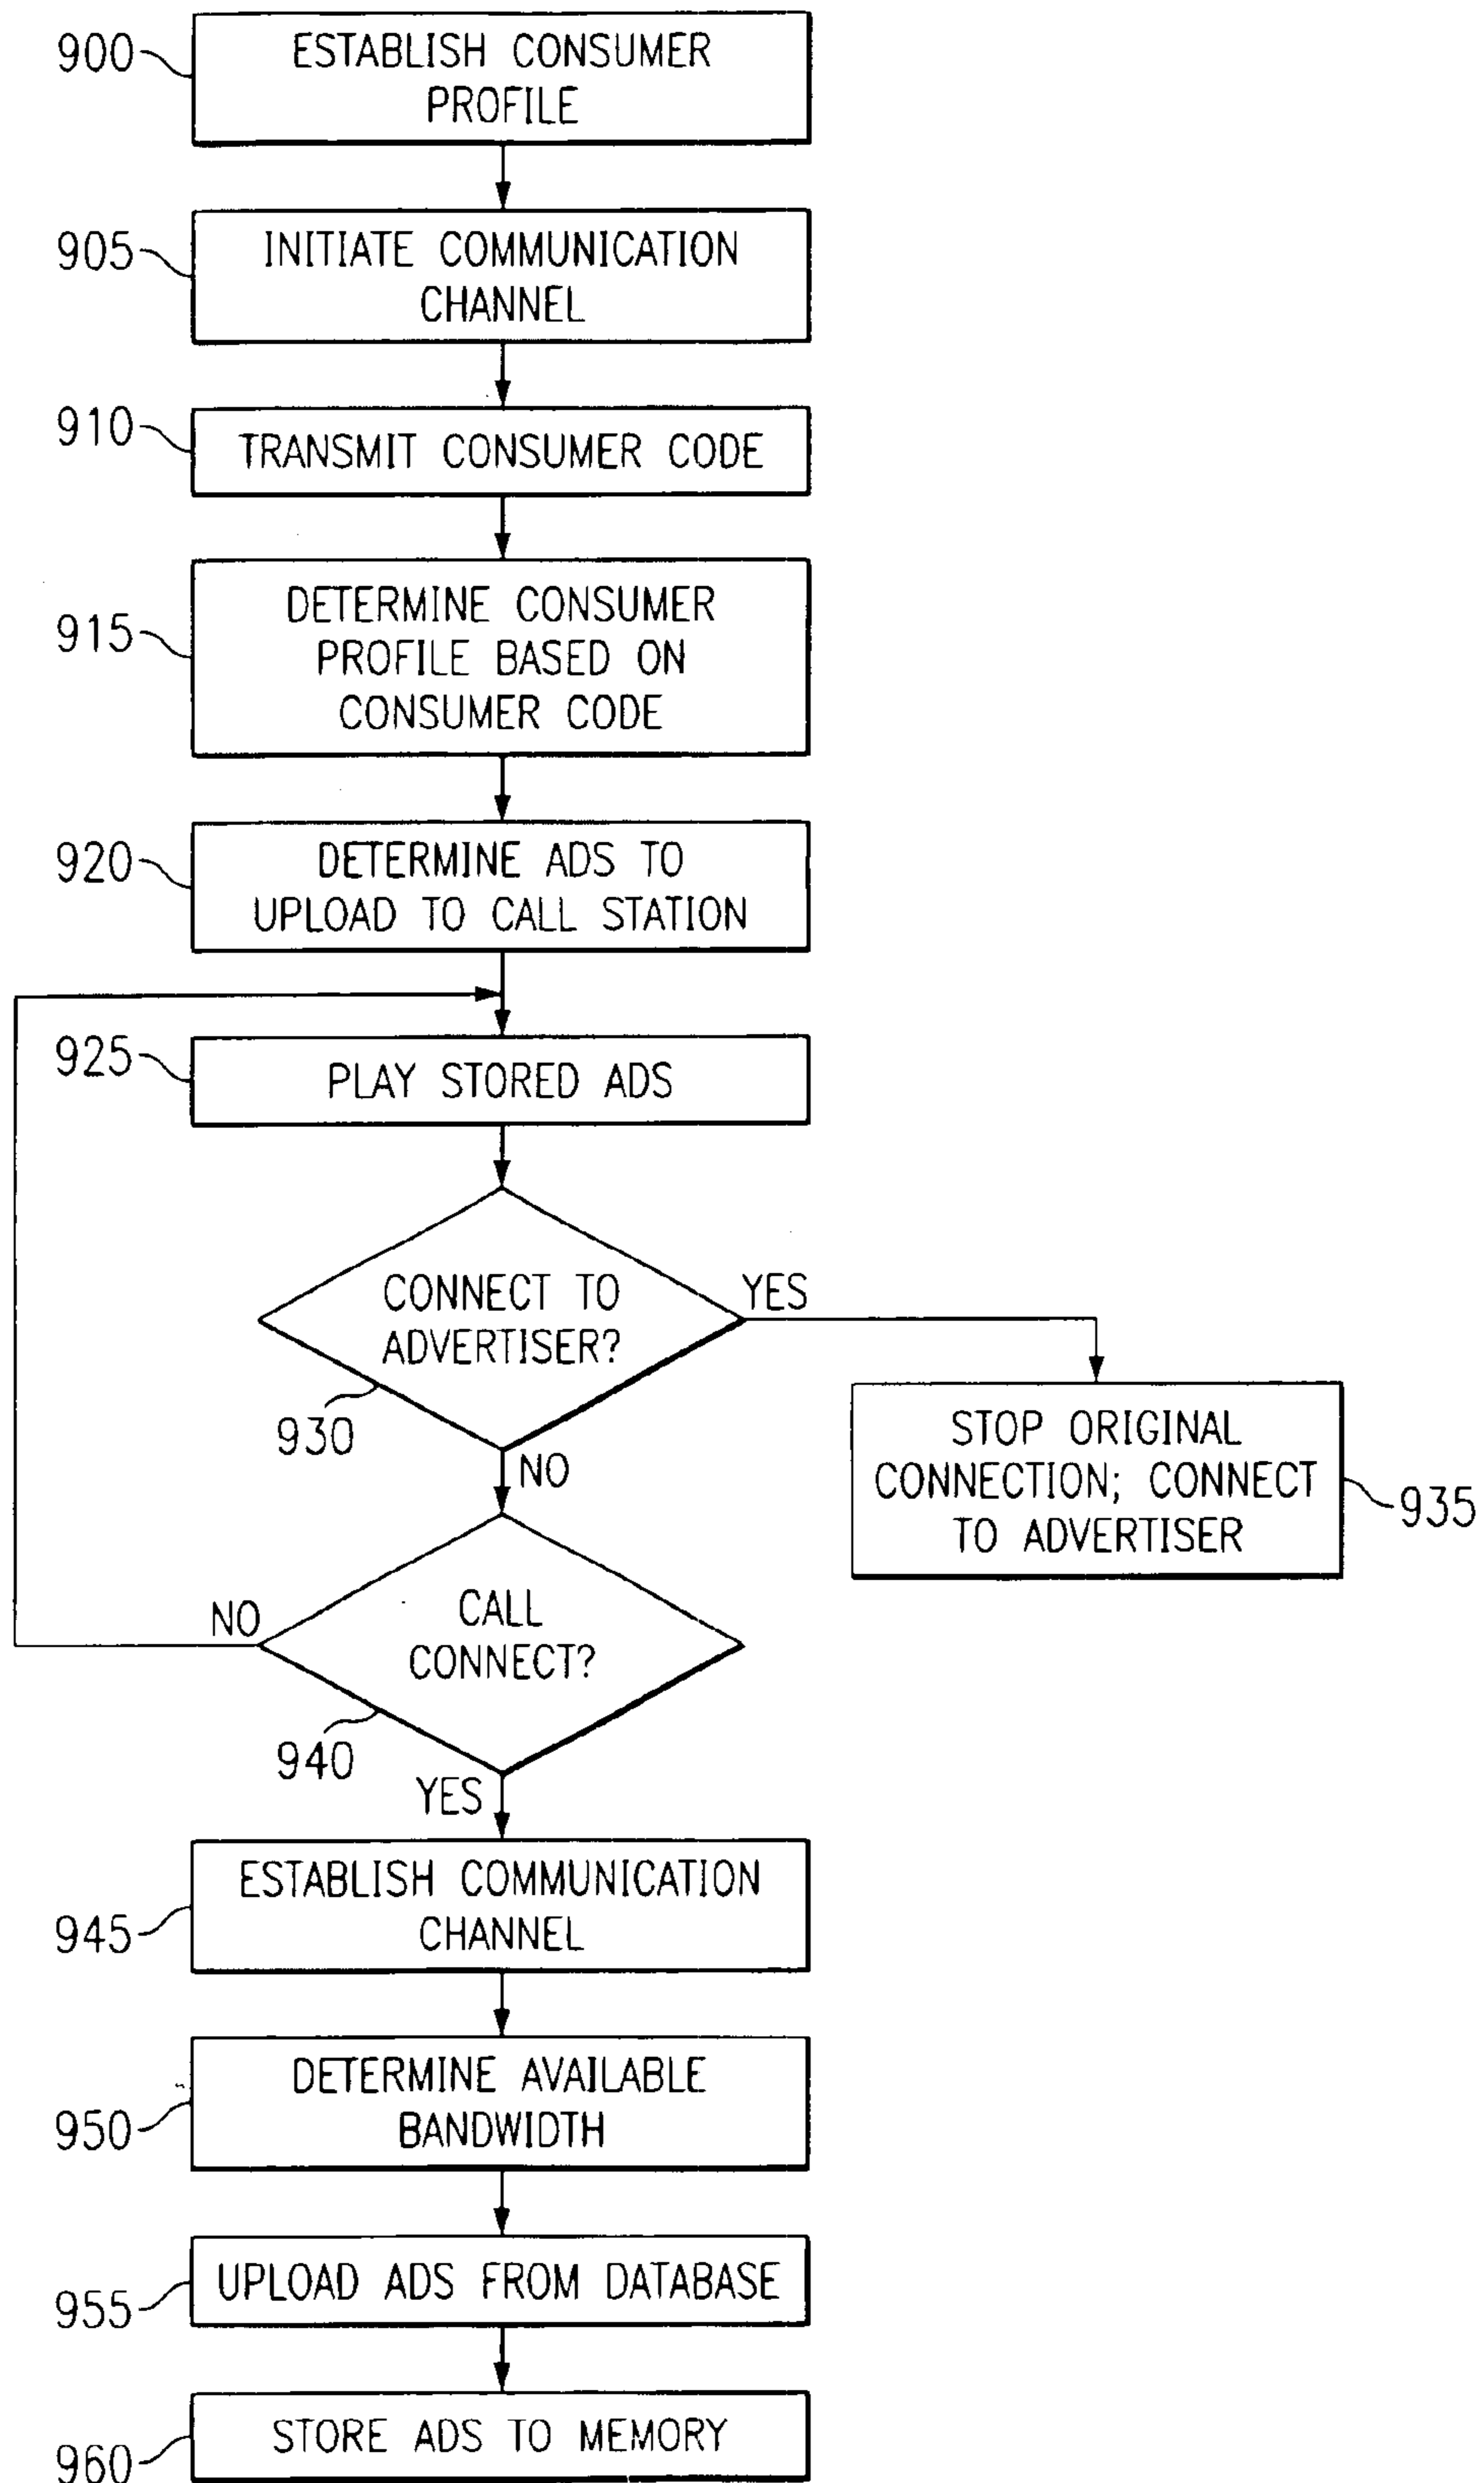 900
ESTABLISH CONSUMER
PROFILE
905
INITIATE COMMUNICATION
CHANNEL
910
TRANSMIT CONSUMER CODE
915
DETERMINE CONSUMER
PROFILE BASED ON
CONSUMER CODE
920
DETERMINE ADS TO
UPLOAD TO CALL STATION
925
PLAY STORED ADS
CONNECT TO
ADVERTISER?
YES
930
NO
STOP ORIGINAL
CONNECTION; CONNECT
TO ADVERTISER
935
CALL
CONNECT?
NO
940
YES
945
ESTABLISH COMMUNICATION
CHANNEL
950
DETERMINE AVAILABLE
BANDWIDTH
955
UPLOAD ADS FROM DATABASE
960
STORE ADS TO MEMORY